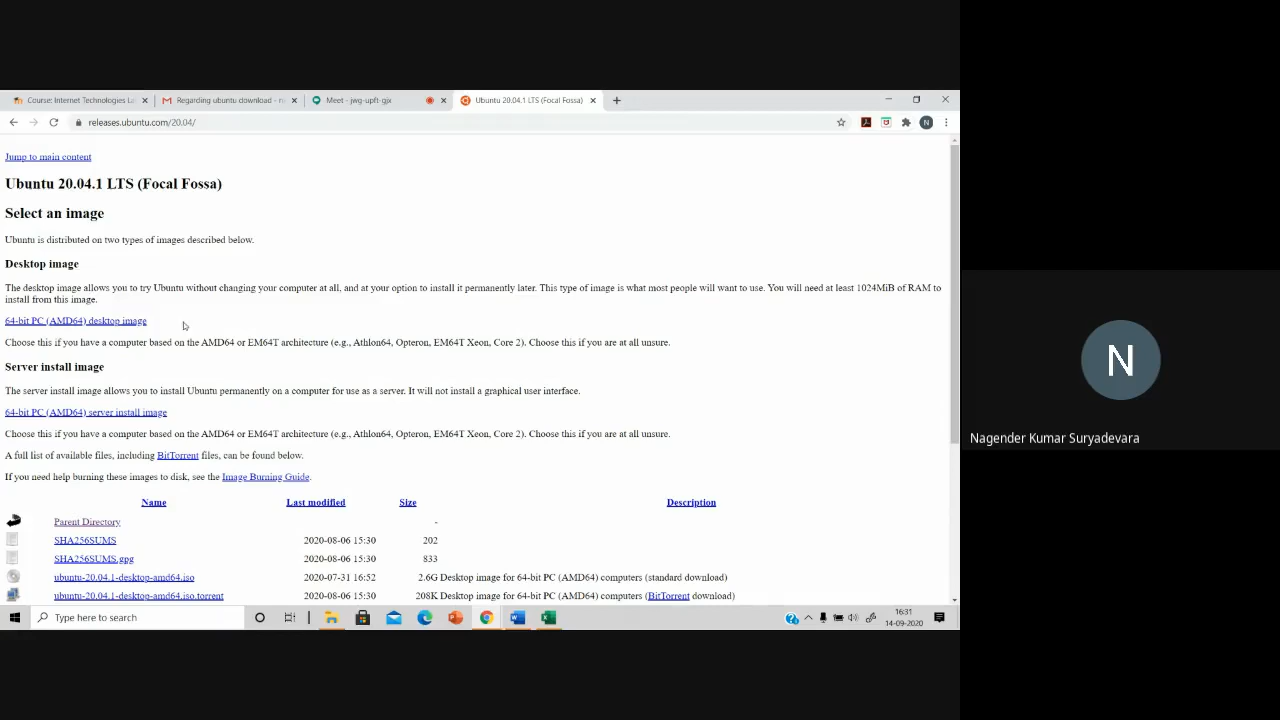 Course: Internet Technologies La
Regarding ubuntu download - n
Meet - jwg-upft-gjx
Ubuntu 20.04.1 LTS (Focal Fossa)
releases.ubuntu.com/20.04/
N
Jump to main content
Ubuntu 20.04.1 LTS (Focal Fossa)
Select an image
Ubuntu is distributed on two types of images described below.
Desktop image
The desktop image allows you to try Ubuntu without changing your computer at all, and at your option to install it permanently later. This type of image is what most people will want to use. You will need at least 1024MiB of RAM to
install from this image.
64-bit PC (AMD64) desktop image
Choose this if you have a computer based on the AMD64 or EM64T architecture (e.g., Athlon64, Opteron, EM64T Xeon, Core 2). Choose this if you are at all unsure.
Server install image
The server install image allows you to install Ubuntu permanently on a computer for use as a server. It will not install a graphical user interface.
64-bit PC (AMD64) server install image
Choose this if you have a computer based on the AMD64 or EM64T architecture (e.g., Athlon64, Opteron, EM64T Xeon, Core 2). Choose this if you are at all unsure.
A full list of available files, including BitTorrent files, can be found below.
If you need help burning these images to disk, see the Image Burning Guide.
Name Last modified Size Description
Parent Directory -
SHA256SUMS 2020-08-06 15:30 202
SHA256SUMS.gpg 2020-08-06 15:30 833
ubuntu-20.04.1-desktop-amd64.iso 2020-07-31 16:52 2.6G Desktop image for 64-bit PC (AMD64) computers (standard download)
ubuntu-20.04.1-desktop-amd64.iso.torrent 2020-08-06 15:30 208K Desktop image for 64-bit PC (AMD64) computers (BitTorrent download)
Type here to search
16:31
14-09-2020
N
Nagender Kumar Suryadevara